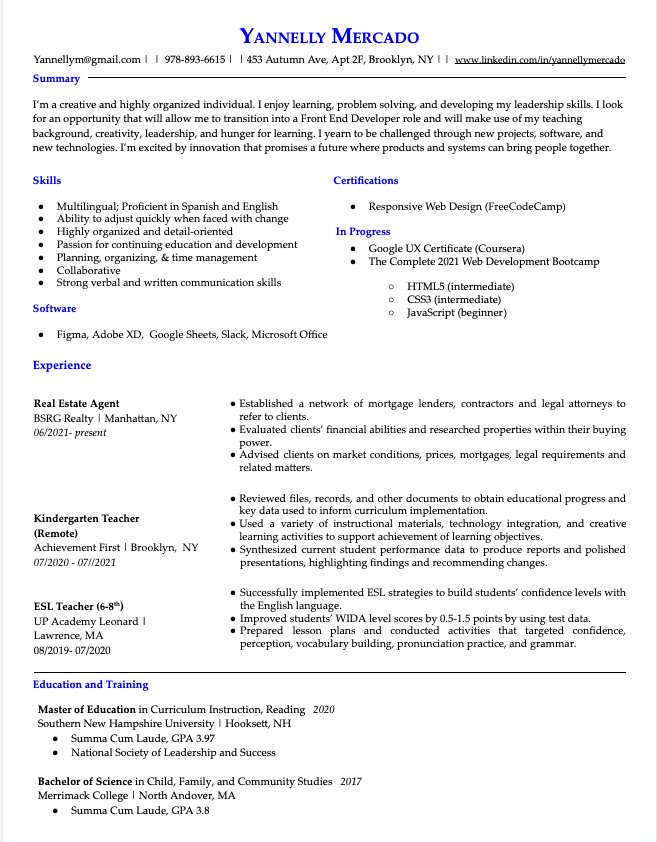 Yannelly Mercado
Yannellym@gmail.com | | 978-893-6615 | | 453 Autumn Ave, Apt 2F, Brooklyn, NY | | www.linkedin.com/in/yannellymercado
Summary
I'm a creative and highly organized individual. I enjoy learning, problem solving, and developing my leadership skills. I look
for an opportunity that will allow me to transition into a Front End Developer role and will make use of my teaching
background, creativity, leadership, and hunger for learning. I yearn to be challenged through new projects, software, and
new technologies. I'm excited by innovation that promises a future where products and systems can bring people together.
Skills
● Multilingual; Proficient in Spanish and English
● Ability to adjust quickly when faced with change
● Highly organized and detail-oriented
● Passion for continuing education and development
● Planning, organizing, & time management
● Collaborative
● Strong verbal and written communication skills
Software
● Figma, Adobe XD, Google Sheets, Slack, Microsoft Office
Certifications
● Responsive Web Design (FreeCodeCamp)
In Progress
● Google UX Certificate (Coursera)
● The Complete 2021 Web Development Bootcamp
○ HTML5 (intermediate)
○ CSS3 (intermediate)
○ JavaScript (beginner)
Experience
Real Estate Agent
BSRG Realty | Manhattan, NY
06/2021- present
● Established a network of mortgage lenders, contractors and legal attorneys to
refer to clients.
● Evaluated clients' financial abilities and researched properties within their buying
power.
● Advised clients on market conditions, prices, mortgages, legal requirements and
related matters.
Kindergarten Teacher
(Remote)
Achievement First | Brooklyn, NY
07/2020 - 07//2021
● Reviewed files, records, and other documents to obtain educational progress and
key data used to inform curriculum implementation.
● Used a variety of instructional materials, technology integration, and creative
learning activities to support achievement of learning objectives.
● Synthesized current student performance data to produce reports and polished
presentations, highlighting findings and recommending changes.
ESL Teacher (6-8th)
UP Academy Leonard |
Lawrence, MA
08/2019- 07/2020
● Successfully implemented ESL strategies to build students' confidence levels with
the English language.
● Improved students' WIDA level scores by 0.5-1.5 points by using test data.
● Prepared lesson plans and conducted activities that targeted confidence,
perception, vocabulary building, pronunciation practice, and grammar.
Education and Training
Master of Education in Curriculum Instruction, Reading 2020
Southern New Hampshire University | Hooksett, NH
● Summa Cum Laude, GPA 3.97
● National Society of Leadership and Success
Bachelor of Science in Child, Family, and Community Studies 2017
Merrimack College | North Andover, MA
● Summa Cum Laude, GPA 3.8